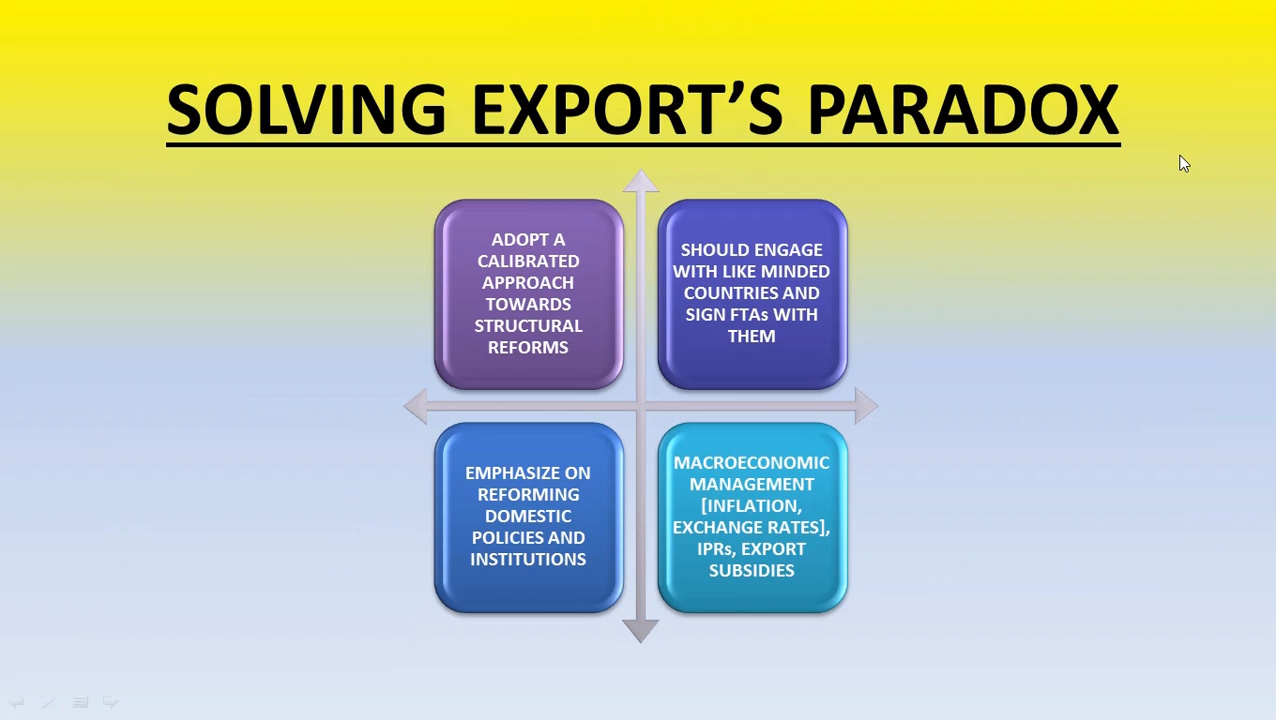 SOLVING EXPORT’S PARADOX
ADOPT A
CALIBRATED
APPROACH
TOWARDS
STRUCTURAL
REFORMS
SHOULD ENGAGE
WITH LIKE MINDED
COUNTRIES AND
SIGN FTAs WITH
THEM
EMPHASIZE ON
REFORMING
DOMESTIC
POLICIES AND
INSTITUTIONS
MACROECONOMIC
MANAGEMENT
[INFLATION,
EXCHANGE RATES],
IPRs, EXPORT
SUBSIDIES